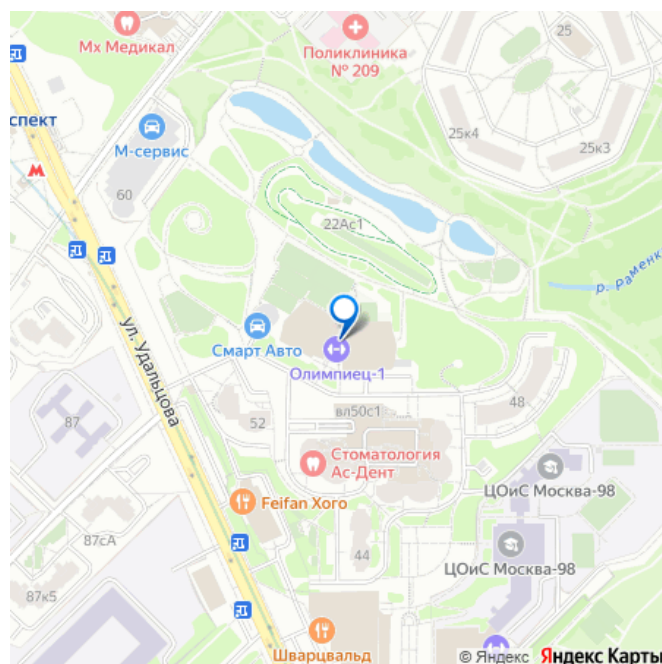 Мх Медикал
Поликлиника
№ 209
25
спект
М-сервис
25к4
25к3
60
22Ас1
р. Раменк
Смарт Авто
Олимпиец-1
ул. Удальцова
87
52
вл50с1
48
Стоматология
Ас-Дент
ЦОиС Москва-98
Feifan Хого
87кА
44
ЦОиС Москва-98
87к5
Шварцвальд
© Яндекс Яндекс Карты